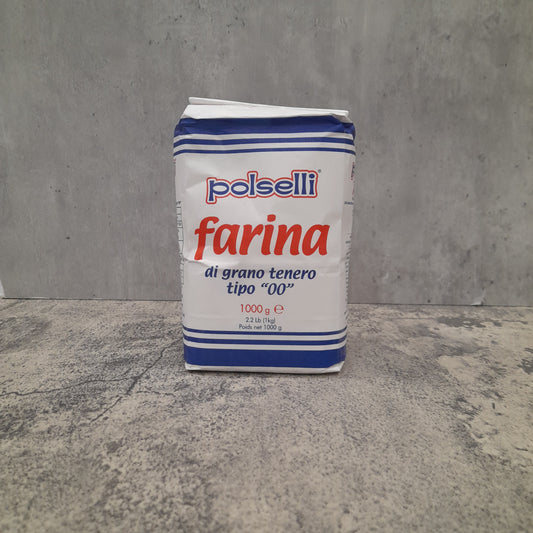 polselli
farina
di grano tenero
tipo "00"
1000 g ℮
2.2 Lb (1kg)
Poids net 1000 g